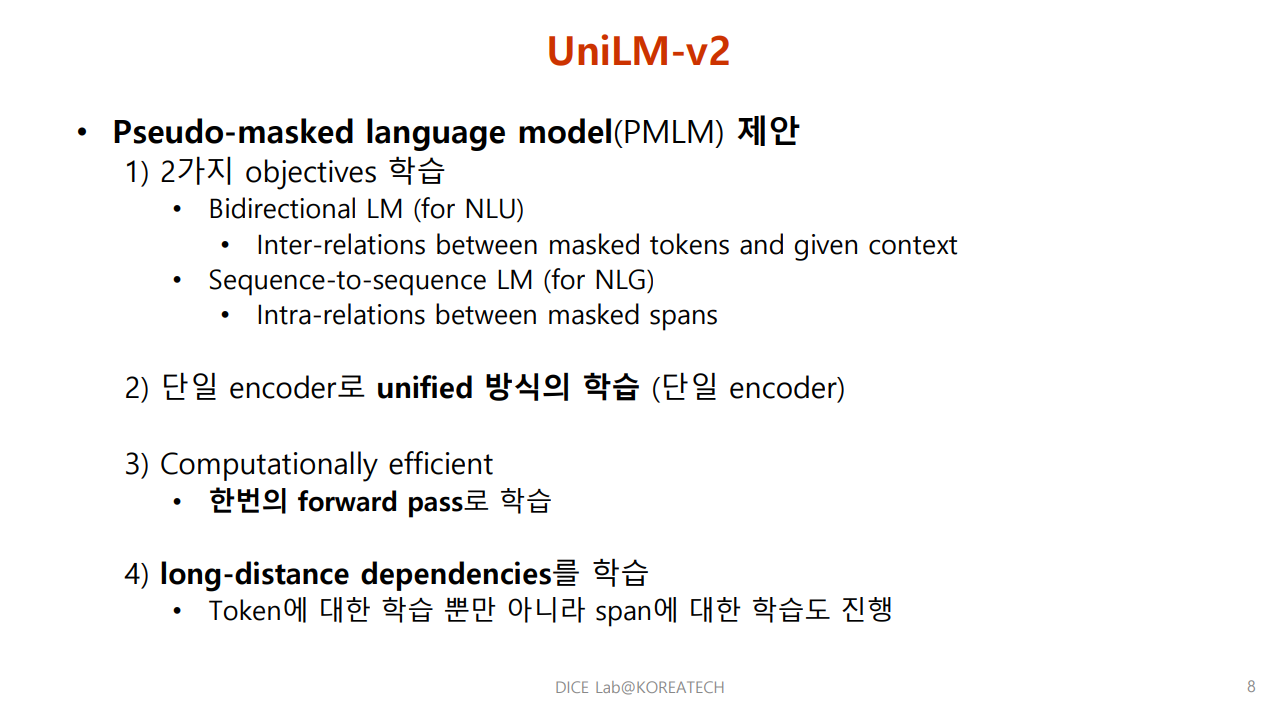 UniLM-v2
• Pseudo-masked language model(PMLM) 제안
1) 2가지 objectives 학습
• Bidirectional LM (for NLU)
• Inter-relations between masked tokens and given context
• Sequence-to-sequence LM (for NLG)
• Intra-relations between masked spans
2) 단일 encoder로 unified 방식의 학습 (단일 encoder)
3) Computationally efficient
• 한번의 forward pass로 학습
4) long-distance dependencies를 학습
• Token에 대한 학습 뿐만 아니라 span에 대한 학습도 진행
DICE Lab@KOREATECH
8